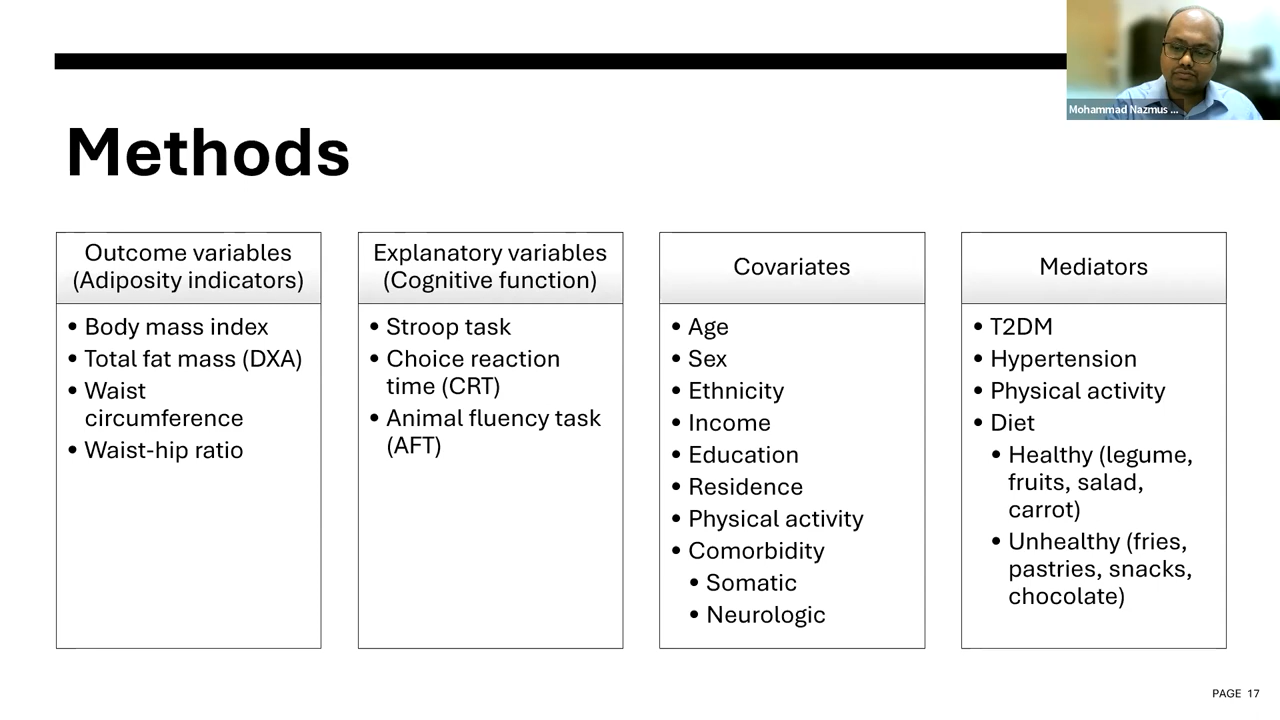 Mohammad Nazmus ...
Methods
Outcome variables
(Adiposity indicators)
• Body mass index
• Total fat mass (DXA)
• Waist
circumference
• Waist-hip ratio
Explanatory variables
(Cognitive function)
• Stroop task
• Choice reaction
time (CRT)
• Animal fluency task
(AFT)
Covariates
• Age
• Sex
• Ethnicity
• Income
• Education
• Residence
• Physical activity
• Comorbidity
• Somatic
• Neurologic
Mediators
• T2DM
• Hypertension
• Physical activity
• Diet
• Healthy (legume,
fruits, salad,
carrot)
• Unhealthy (fries,
pastries, snacks,
chocolate)
PAGE 17